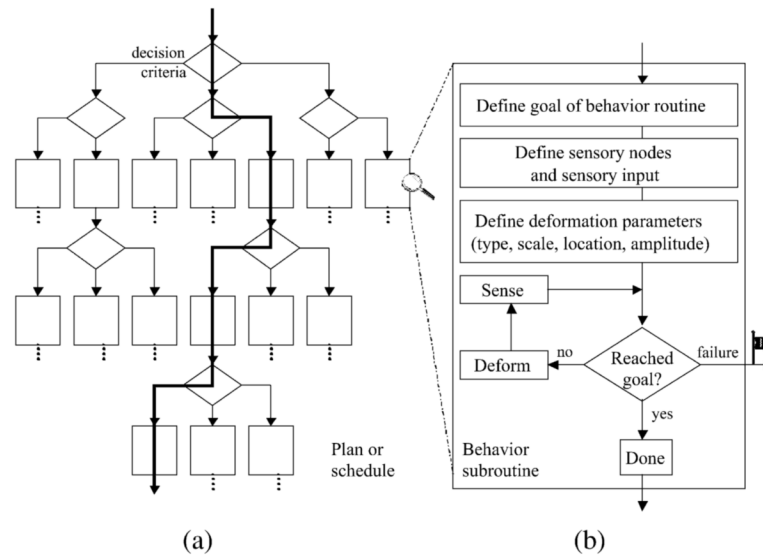 decision
criteria
Plan or
schedule
(a)
Define goal of behavior routine
Define sensory nodes
and sensory input
Define deformation parameters
(type, scale, location, amplitude)
Sense
Deform
no
Reached
goal?
failure
yes
Done
Behavior
subroutine
(b)